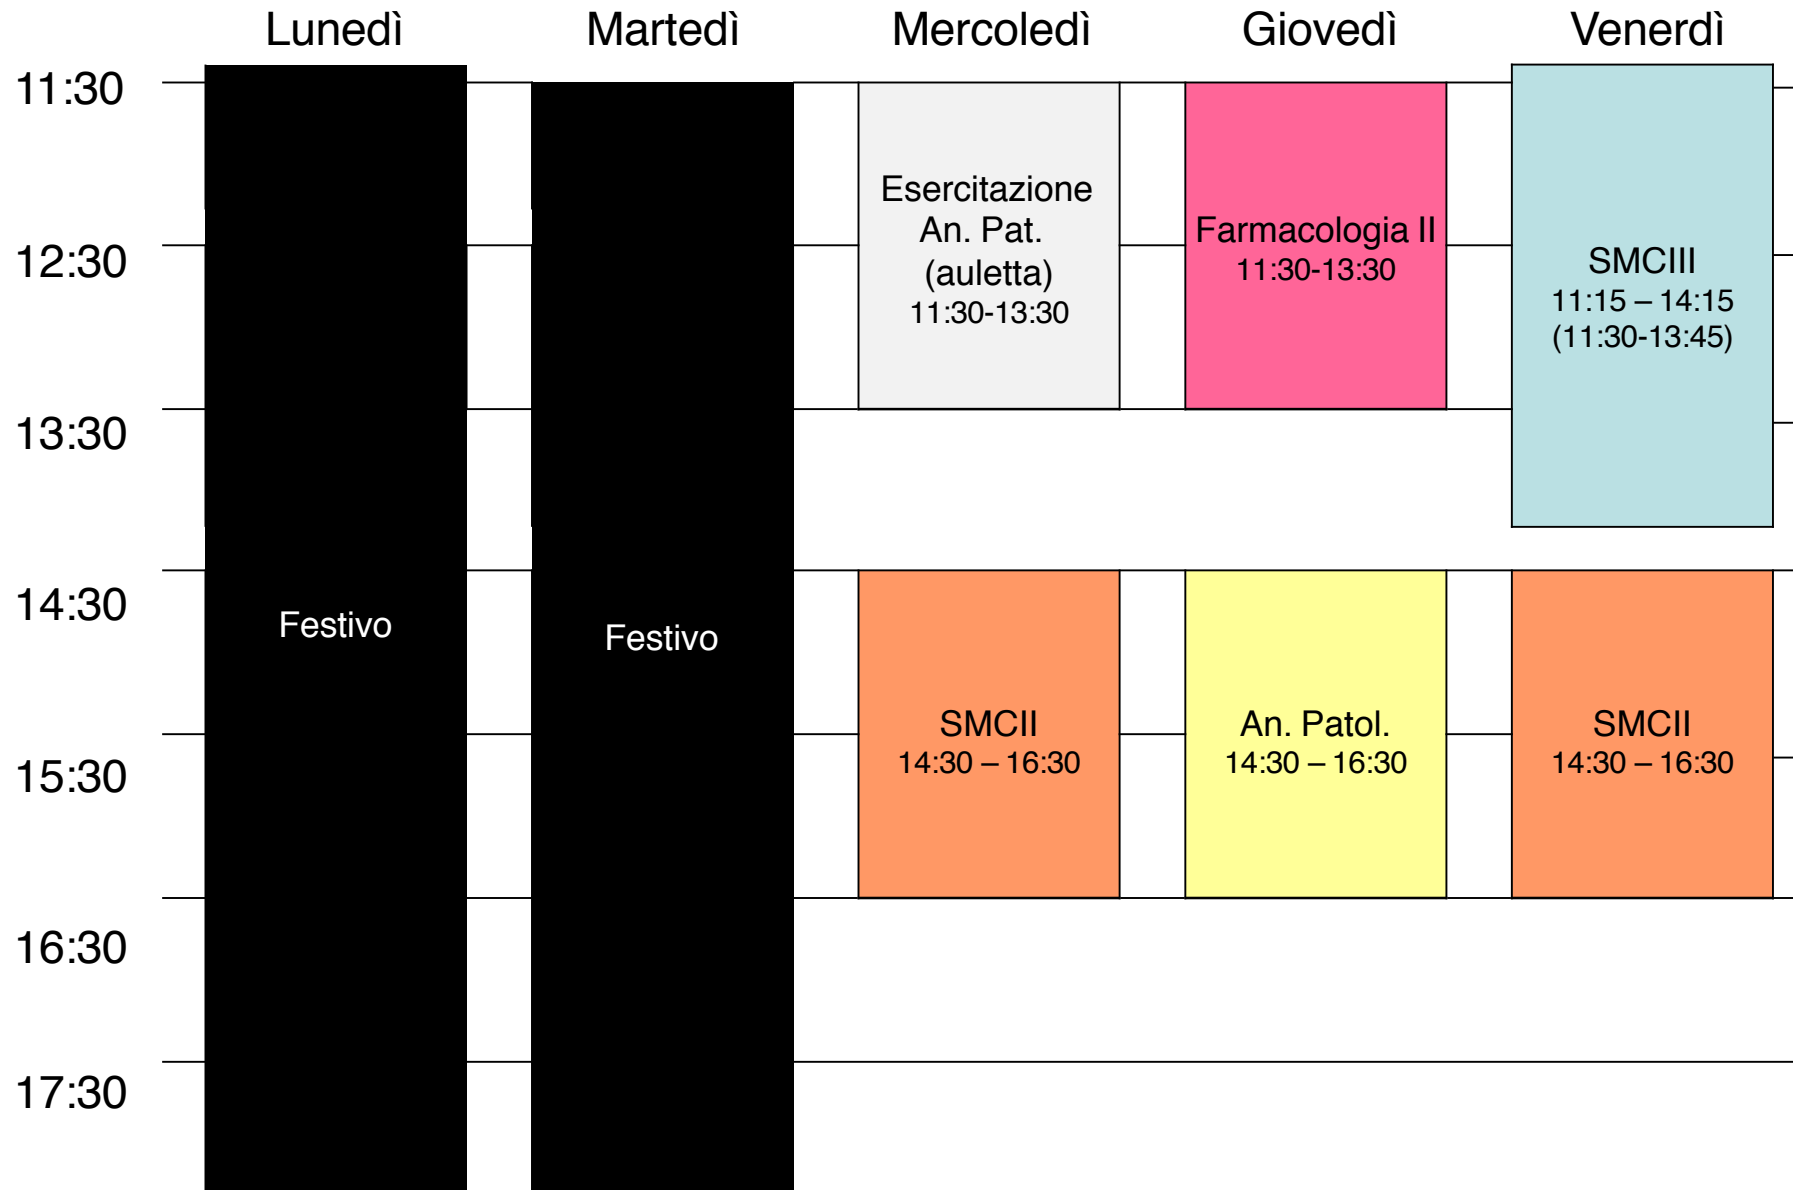 Lunedì
Martedì
Mercoledì
Giovedì
Venerdì
11:30
12:30
13:30
14:30
15:30
16:30
17:30
Festivo
Festivo
Esercitazione
An. Pat.
(auletta)
11:30-13:30
SMCII
14:30 – 16:30
Farmacologia II
11:30-13:30
An. Patol.
14:30 – 16:30
SMCIII
11:15 – 14:15
(11:30-13:45)
SMCII
14:30 – 16:30